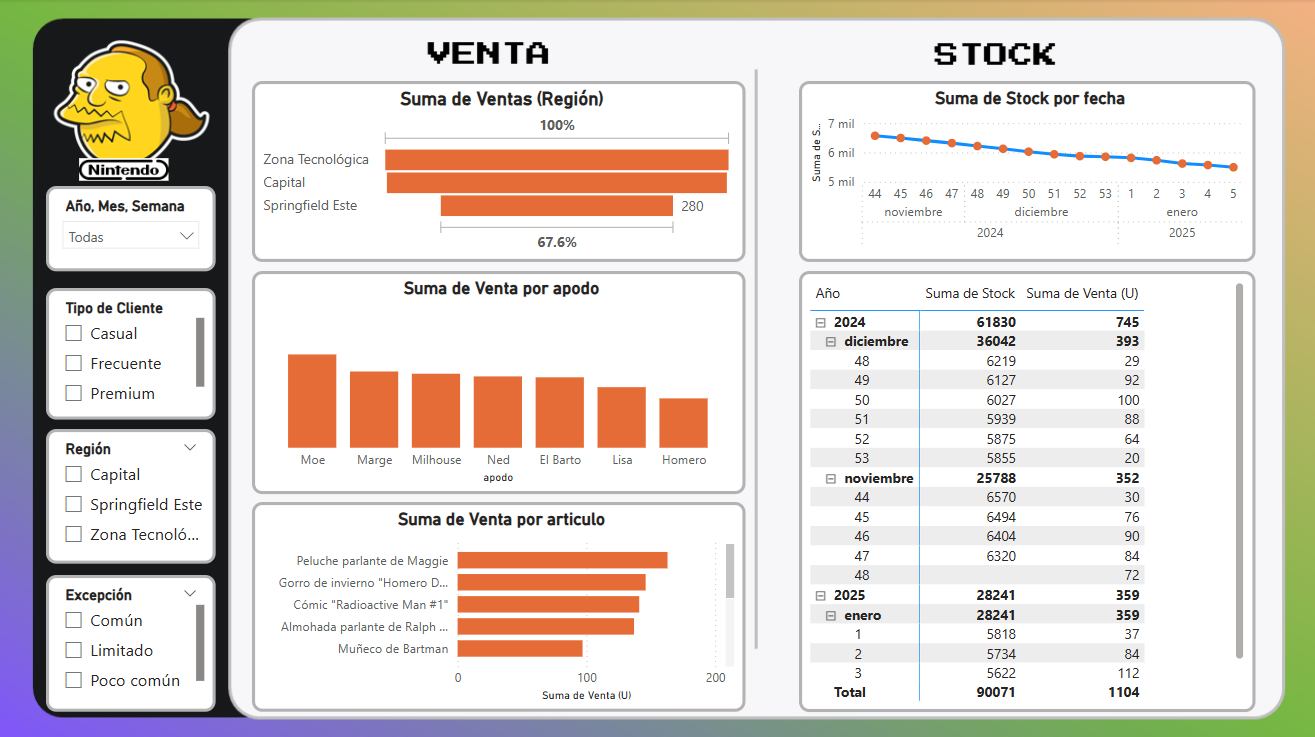 Nintendo
Año, Mes, Semana
Todas
Tipo de Cliente
Casual
Frecuente
Premium
Región
Capital
Springfield Este
Zona Tecnoló...
Excepción
Común
Limitado
Poco común
VENTA
Suma de Ventas (Región)
100%
Zona Tecnológica
Capital
Springfield Este 280
67.6%
Suma de Venta por apodo
Moe Marge Milhouse Ned El Barto Lisa Homero
apodo
Suma de Venta por articulo
Peluche parlante de Maggie
Gorro de invierno "Homero D...
Cómic "Radioactive Man #1"
Almohada parlante de Ralph ...
Muñeco de Bartman
0 100 200
Suma de Venta (U)
STOCK
Suma de Stock por fecha
Suma de S...
7 mil
6 mil
5 mil
44 45 46 47 48 49 50 51 52 53 1 2 3 4 5
noviembre diciembre enero
2024 2025
Año Suma de Stock Suma de Venta (U)
2024 61830 745
diciembre 36042 393
48 6219 29
49 6127 92
50 6027 100
51 5939 88
52 5875 64
53 5855 20
noviembre 25788 352
44 6570 30
45 6494 76
46 6404 90
47 6320 84
48 72
2025 28241 359
enero 28241 359
1 5818 37
2 5734 84
3 5622 112
Total 90071 1104